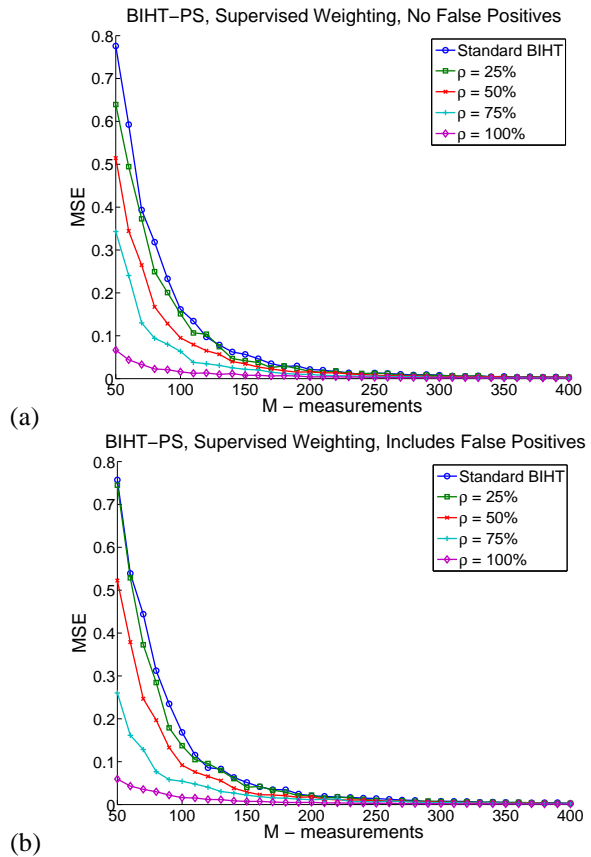 BIHT−PS, Supervised Weighting, No False Positives
0.8
0.7
0.6
0.5
0.4
0.3
0.2
0.1
0
MSE
Standard BIHT
ρ = 25%
ρ = 50%
ρ = 75%
ρ = 100%
50 100 150 200 250 300 350 400
M − measurements
(a)
BIHT−PS, Supervised Weighting, Includes False Positives
0.8
0.7
0.6
0.5
0.4
0.3
0.2
0.1
0
MSE
Standard BIHT
ρ = 25%
ρ = 50%
ρ = 75%
ρ = 100%
50 100 150 200 250 300 350 400
M − measurements
(b)